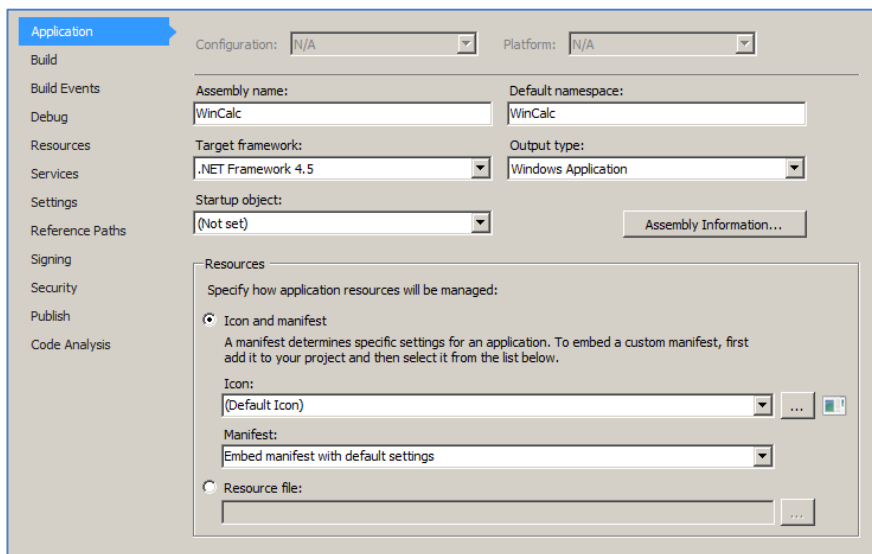 Application
Build
Build Events
Debug
Resources
Services
Settings
Reference Paths
Signing
Security
Publish
Code Analysis
Configuration: N/A Platform: N/A
Assembly name: Default namespace:
WinCalc WinCalc
Target framework: Output type:
.NET Framework 4.5 Windows Application
Startup object:
(Not set) Assembly Information...
Resources
Specify how application resources will be managed:
Icon and manifest
A manifest determines specific settings for an application. To embed a custom manifest, first
add it to your project and then select it from the list below.
Icon:
(Default Icon) ...
Manifest:
Embed manifest with default settings
Resource file:
...